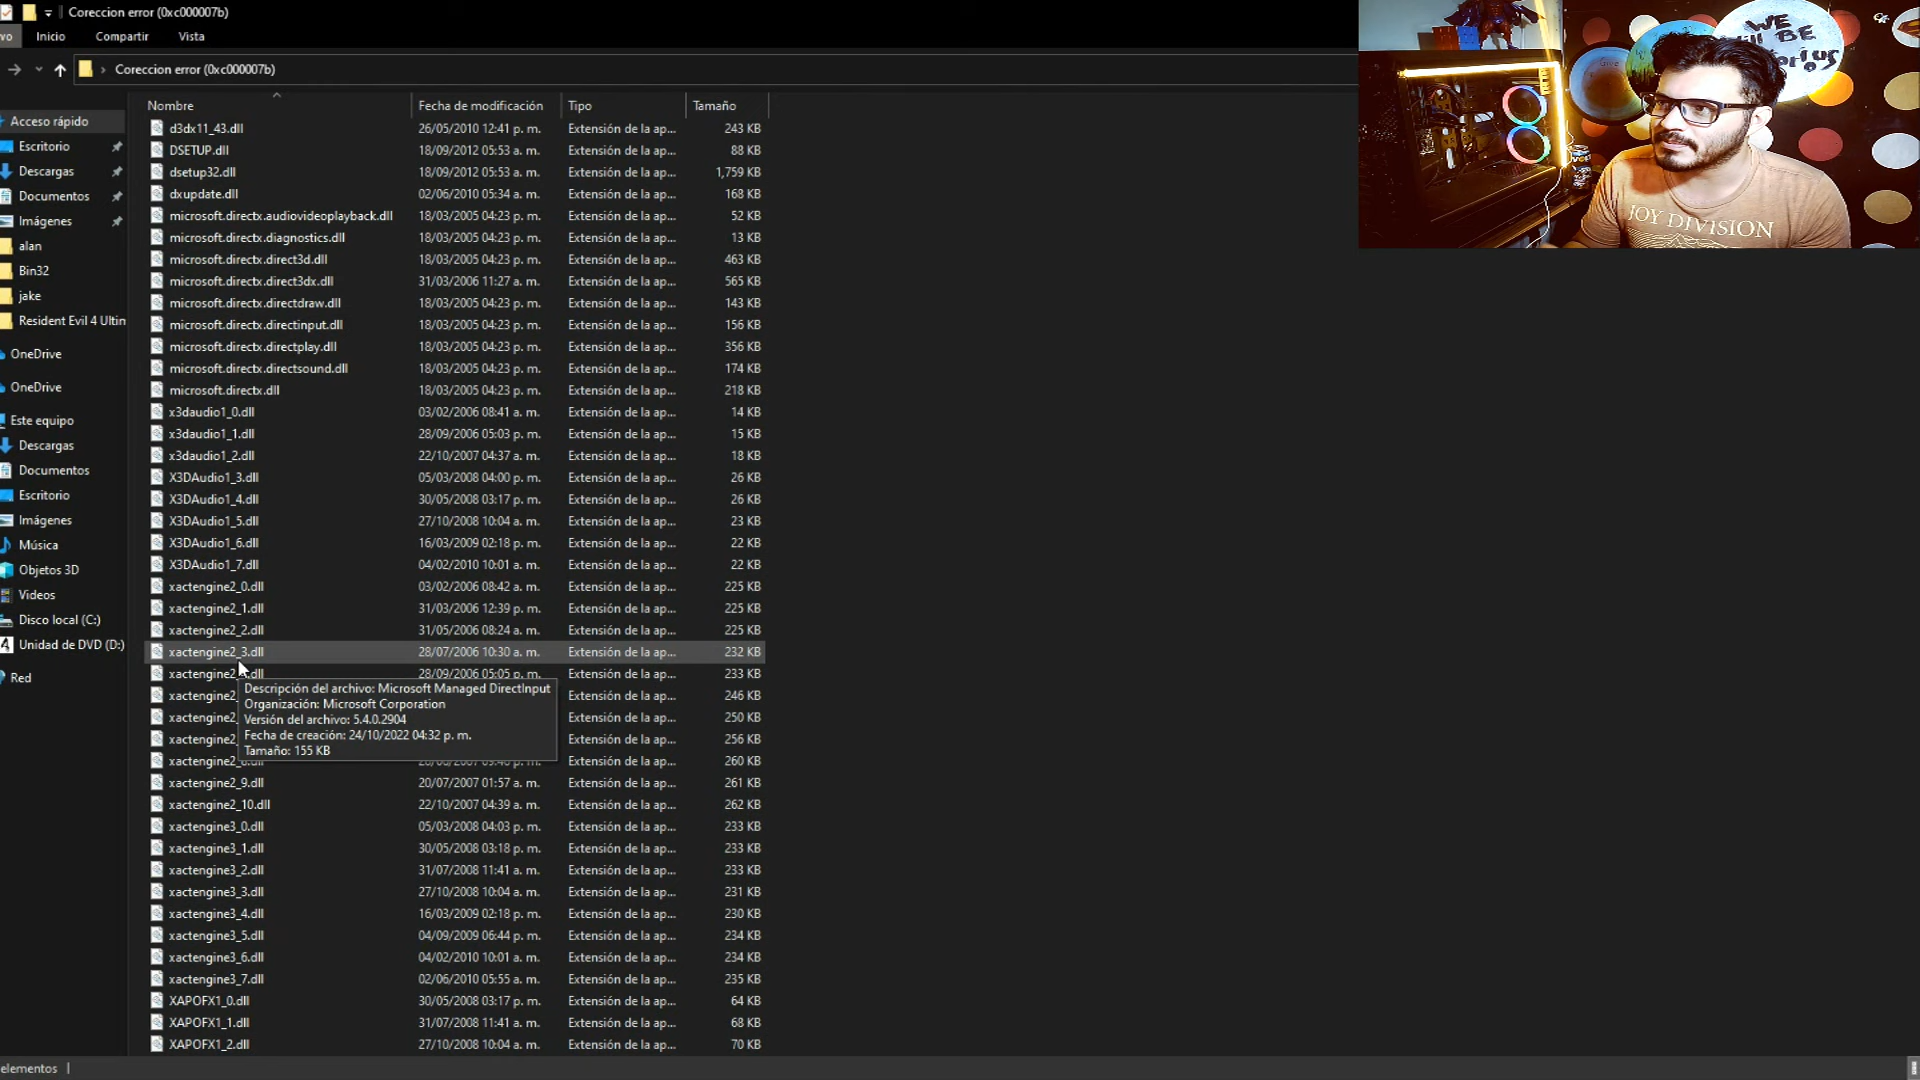 Coreccion error (0xc000007b)
vo Inicio Compartir Vista
Coreccion error (0xc000007b)
Nombre Fecha de modificación Tipo Tamaño
Acceso rápido
Escritorio
Descargas
Documentos
Imágenes
alan
Bin32
jake
Resident Evil 4 Ultin
OneDrive
OneDrive
Este equipo
Descargas
Documentos
Escritorio
Imágenes
Música
Objetos 3D
Videos
Disco local (C:)
Unidad de DVD (D:)
Red
d3dx11_43.dll 26/05/2010 12:41 p. m. Extensión de la ap... 243 KB
DSETUP.dll 18/09/2012 05:53 a. m. Extensión de la ap... 88 KB
dsetup32.dll 18/09/2012 05:53 a. m. Extensión de la ap... 1,759 KB
dxupdate.dll 02/06/2010 05:34 a. m. Extensión de la ap... 168 KB
microsoft.directx.audiovideoplayback.dll 18/03/2005 04:23 p. m. Extensión de la ap... 52 KB
microsoft.directx.diagnostics.dll 18/03/2005 04:23 p. m. Extensión de la ap... 13 KB
microsoft.directx.direct3d.dll 18/03/2005 04:23 p. m. Extensión de la ap... 463 KB
microsoft.directx.direct3dx.dll 31/03/2006 11:27 a. m. Extensión de la ap... 565 KB
microsoft.directx.directdraw.dll 18/03/2005 04:23 p. m. Extensión de la ap... 143 KB
microsoft.directx.directinput.dll 18/03/2005 04:23 p. m. Extensión de la ap... 156 KB
microsoft.directx.directplay.dll 18/03/2005 04:23 p. m. Extensión de la ap... 356 KB
microsoft.directx.directsound.dll 18/03/2005 04:23 p. m. Extensión de la ap... 174 KB
microsoft.directx.dll 18/03/2005 04:23 p. m. Extensión de la ap... 218 KB
x3daudio1_0.dll 03/02/2006 08:41 a. m. Extensión de la ap... 14 KB
x3daudio1_1.dll 28/09/2006 05:03 p. m. Extensión de la ap... 15 KB
x3daudio1_2.dll 22/10/2007 04:37 a. m. Extensión de la ap... 18 KB
X3DAudio1_3.dll 05/03/2008 04:00 p. m. Extensión de la ap... 26 KB
X3DAudio1_4.dll 30/05/2008 03:17 p. m. Extensión de la ap... 26 KB
X3DAudio1_5.dll 27/10/2008 10:04 a. m. Extensión de la ap... 23 KB
X3DAudio1_6.dll 16/03/2009 02:18 p. m. Extensión de la ap... 22 KB
X3DAudio1_7.dll 04/02/2010 10:01 a. m. Extensión de la ap... 22 KB
xactengine2_0.dll 03/02/2006 08:42 a. m. Extensión de la ap... 225 KB
xactengine2_1.dll 31/03/2006 12:39 p. m. Extensión de la ap... 225 KB
xactengine2_2.dll 31/05/2006 08:24 a. m. Extensión de la ap... 225 KB
xactengine2_3.dll 28/07/2006 10:30 a. m. Extensión de la ap... 232 KB
xactengine2_ .dll 28/09/2006 05:05 p. m. Extensión de la ap... 233 KB
xactengine2_ Extensión de la ap... 246 KB
xactengine2_ Extensión de la ap... 250 KB
xactengine2_ Extensión de la ap... 256 KB
xactengine2_8.dll Extensión de la ap... 260 KB
Descripción del archivo: Microsoft Managed DirectInput
Organización: Microsoft Corporation
Versión del archivo: 5.4.0.2904
Fecha de creación: 24/10/2022 04:32 p. m.
Tamaño: 155 KB
xactengine2_9.dll 20/07/2007 01:57 a. m. Extensión de la ap... 261 KB
xactengine2_10.dll 22/10/2007 04:39 a. m. Extensión de la ap... 262 KB
xactengine3_0.dll 05/03/2008 04:03 p. m. Extensión de la ap... 233 KB
xactengine3_1.dll 30/05/2008 03:18 p. m. Extensión de la ap... 233 KB
xactengine3_2.dll 31/07/2008 11:41 a. m. Extensión de la ap... 233 KB
xactengine3_3.dll 27/10/2008 10:04 a. m. Extensión de la ap... 231 KB
xactengine3_4.dll 16/03/2009 02:18 p. m. Extensión de la ap... 230 KB
xactengine3_5.dll 04/09/2009 06:44 p. m. Extensión de la ap... 234 KB
xactengine3_6.dll 04/02/2010 10:01 a. m. Extensión de la ap... 234 KB
xactengine3_7.dll 02/06/2010 05:55 a. m. Extensión de la ap... 235 KB
XAPOFX1_0.dll 30/05/2008 03:17 p. m. Extensión de la ap... 64 KB
XAPOFX1_1.dll 31/07/2008 11:41 a. m. Extensión de la ap... 68 KB
XAPOFX1_2.dll 27/10/2008 10:04 a. m. Extensión de la ap... 70 KB
elementos
WE
BE
Give
JOY DIVISION